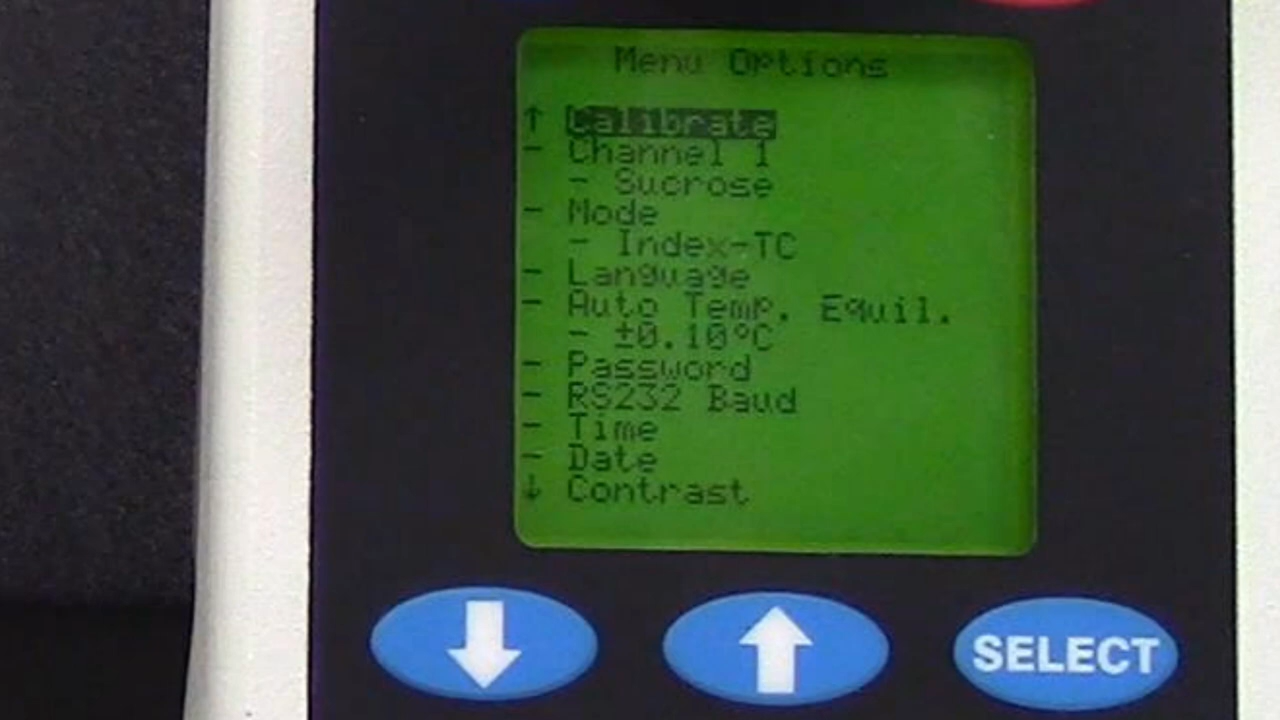 Menu Options
↑ Calibrate
- Channel 1
- Sucrose
- Mode
- Index-TC
- Language
- Auto Temp. Equil.
- ±0.10°C
- Password
- RS232 Baud
- Time
- Date
↓ Contrast
SELECT